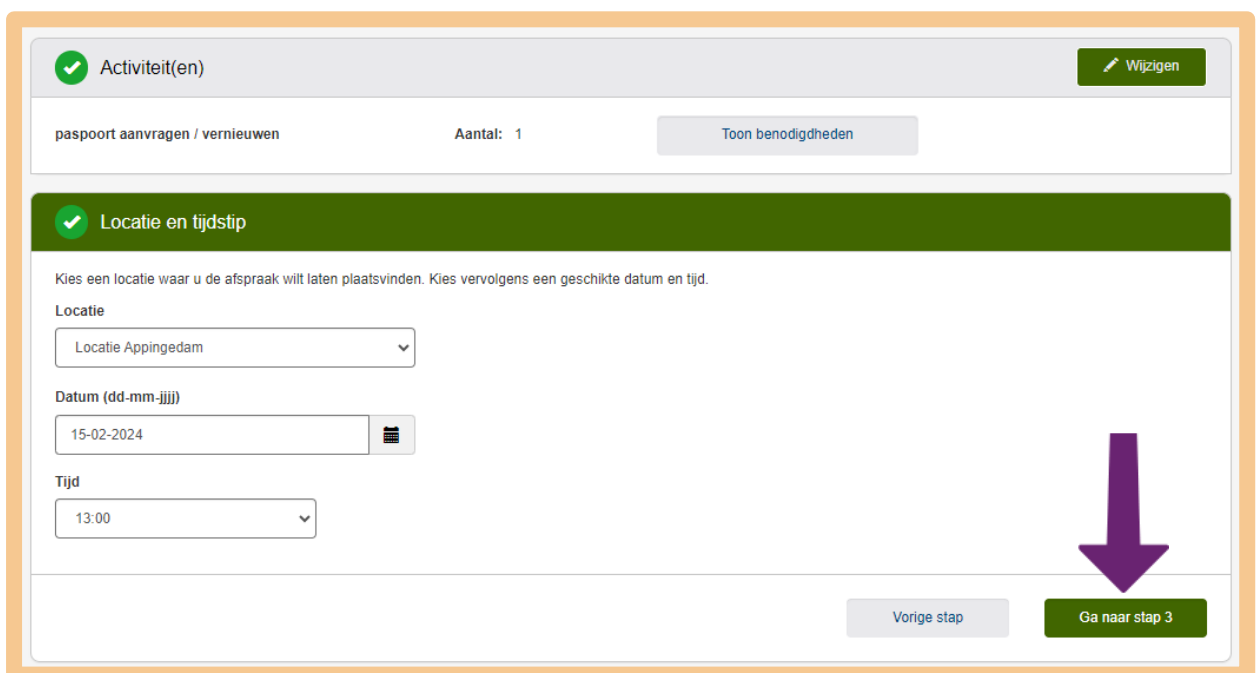 Activiteit(en)
Wijzigen
paspoort aanvragen / vernieuwen Aantal: 1 Toon benodigdheden
Locatie en tijdstip
Kies een locatie waar u de afspraak wilt laten plaatsvinden. Kies vervolgens een geschikte datum en tijd.
Locatie
Locatie Appingedam
Datum (dd-mm-jjjj)
15-02-2024
Tijd
13:00
Vorige stap
Ga naar stap 3